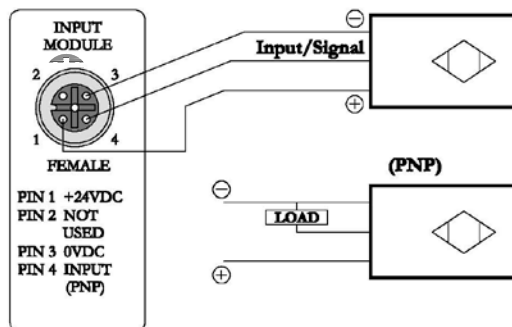 INPUT
MODULE
2 3
1 4
FEMALE
PIN 1 +24VDC
PIN 2 NOT
USED
PIN 3 0VDC
PIN 4 INPUT
(PNP)
Input/Signal
(PNP)
LOAD